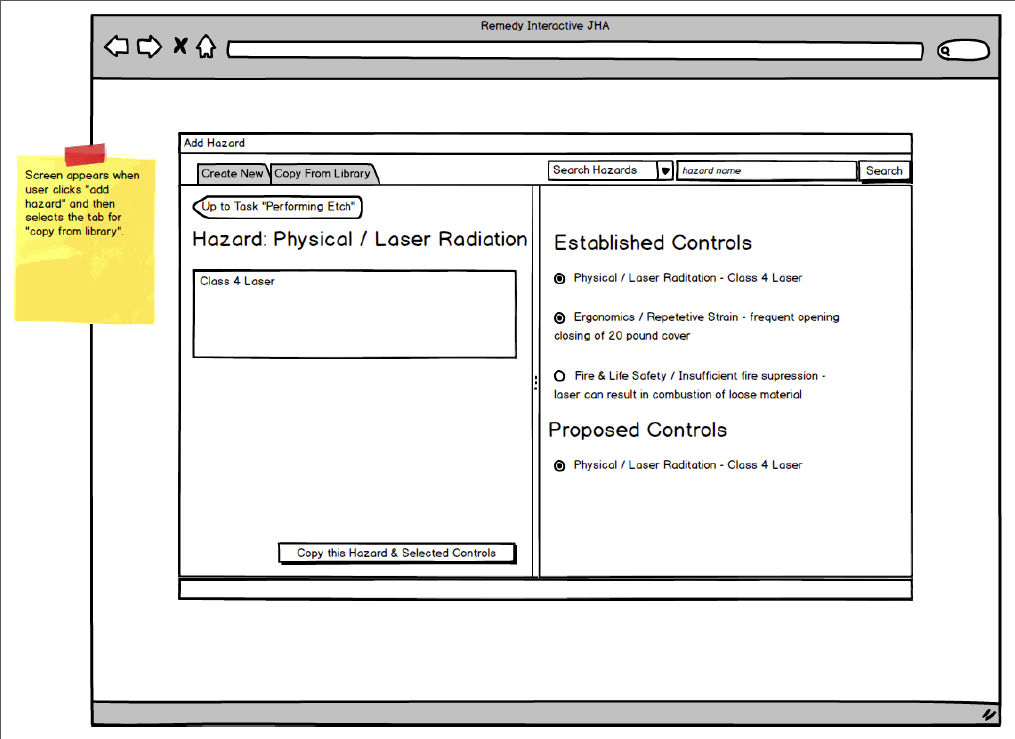 Remedy Interactive JHA
Screen appears when
user clicks "add
hazard" and then
selects the tab for
"copy from library".
Add Hazard
Create New
Copy From Library
Search Hazards
hazard name
Search
Up to Task "Performing Etch"
Hazard: Physical / Laser Radiation
Class 4 Laser
Copy this Hazard & Selected Controls
Established Controls
Physical / Laser Raditation - Class 4 Laser
Ergonomics / Repetetive Strain - frequent opening
closing of 20 pound cover
Fire & Life Safety / Insufficient fire supression -
laser can result in combustion of loose material
Proposed Controls
Physical / Laser Raditation - Class 4 Laser